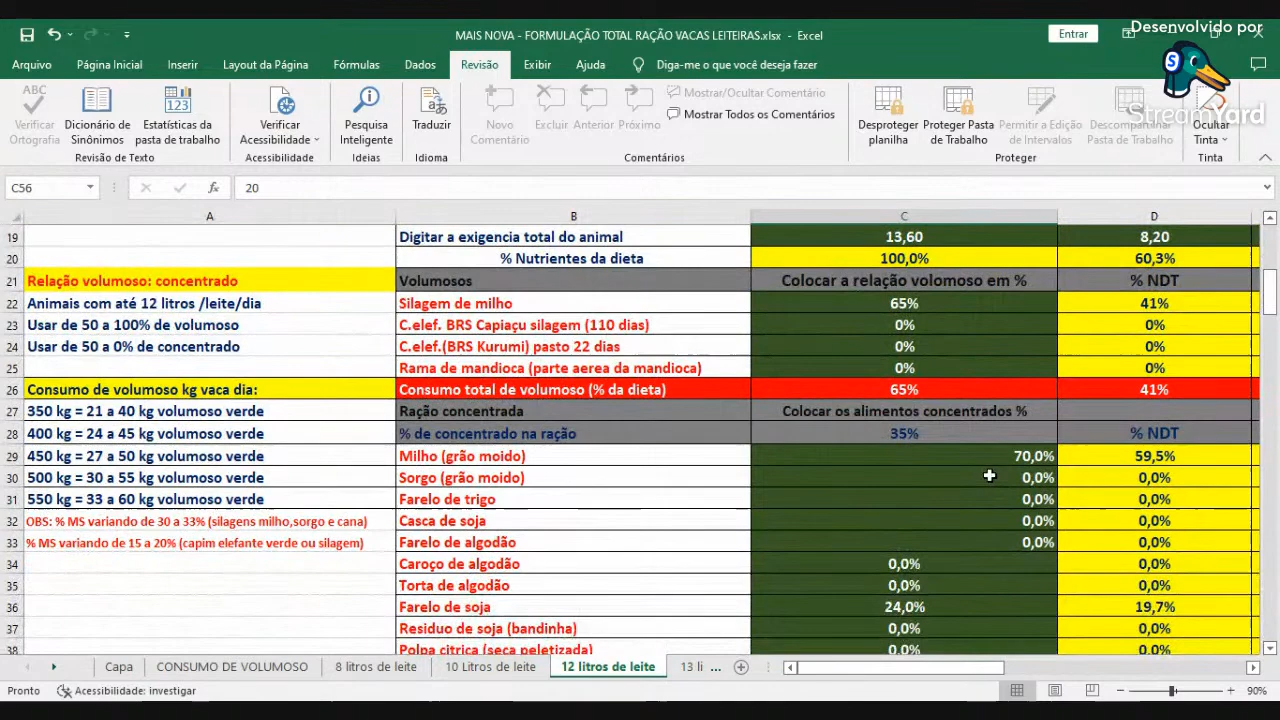 MAIS NOVA - FORMULAÇÃO TOTAL RAÇÃO VACAS LEITEIRAS.xlsx - Excel
Entrar
Desenvolvido por
Arquivo Página Inicial Inserir Layout da Página Fórmulas Dados Revisão Exibir Ajuda Diga-me o que você deseja fazer
StreamYard
Verificar Ortografia
Dicionário de Sinônimos
Estatísticas da pasta de trabalho
Revisão de Texto
Verificar Acessibilidade
Acessibilidade
Pesquisa Inteligente
Ideias
Traduzir
Idioma
Novo Comentário
Excluir Anterior Próximo
Mostrar/Ocultar Comentário
Mostrar Todos os Comentários
Comentários
Desproteger planilha
Proteger Pasta de Trabalho
Permitir a Edição de Intervalos
Descompartilhar Pasta de Trabalho
Proteger
Ocultar Tinta
Tinta
C56 fx 20
A B C D
19 Digitar a exigencia total do animal 13,60 8,20
20 % Nutrientes da dieta 100,0% 60,3%
21 Relação volumoso: concentrado Volumosos Colocar a relação volomoso em % % NDT
22 Animais com até 12 litros /leite/dia Silagem de milho 65% 41%
23 Usar de 50 a 100% de volumoso C.elef. BRS Capiaçu silagem (110 dias) 0% 0%
24 Usar de 50 a 0% de concentrado C.elef.(BRS Kurumi) pasto 22 dias 0% 0%
25 Rama de mandioca (parte aerea da mandioca) 0% 0%
26 Consumo de volumoso kg vaca dia: Consumo total de volumoso (% da dieta) 65% 41%
27 350 kg = 21 a 40 kg volumoso verde Ração concentrada Colocar os alimentos concentrados %
28 400 kg = 24 a 45 kg volumoso verde % de concentrado na ração 35% % NDT
29 450 kg = 27 a 50 kg volumoso verde Milho (grão moido) 70,0% 59,5%
30 500 kg = 30 a 55 kg volumoso verde Sorgo (grão moido) 0,0% 0,0%
31 550 kg = 33 a 60 kg volumoso verde Farelo de trigo 0,0% 0,0%
32 OBS: % MS variando de 30 a 33% (silagens milho,sorgo e cana) Casca de soja 0,0% 0,0%
33 % MS variando de 15 a 20% (capim elefante verde ou silagem) Farelo de algodão 0,0% 0,0%
34 Caroço de algodão 0,0% 0,0%
35 Torta de algodão 0,0% 0,0%
36 Farelo de soja 24,0% 19,7%
37 Residuo de soja (bandinha) 0,0% 0,0%
38 Polpa citrica (seca peletizada) 0,0% 0,0%
Capa CONSUMO DE VOLUMOSO 8 litros de leite 10 Litros de leite 12 litros de leite 13 li ...
Pronto Acessibilidade: investigar 90%